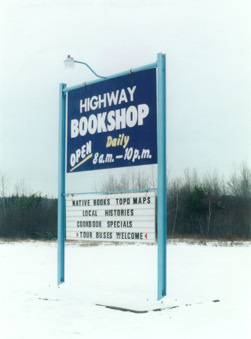 HIGHWAY
BOOKSHOP
OPEN Daily
8 a.m. – 10 p.m.
NATIVE BOOKS TOPO MAPS
LOCAL HISTORIES
COOKBOOK SPECIALS
TOUR BUSES WELCOME